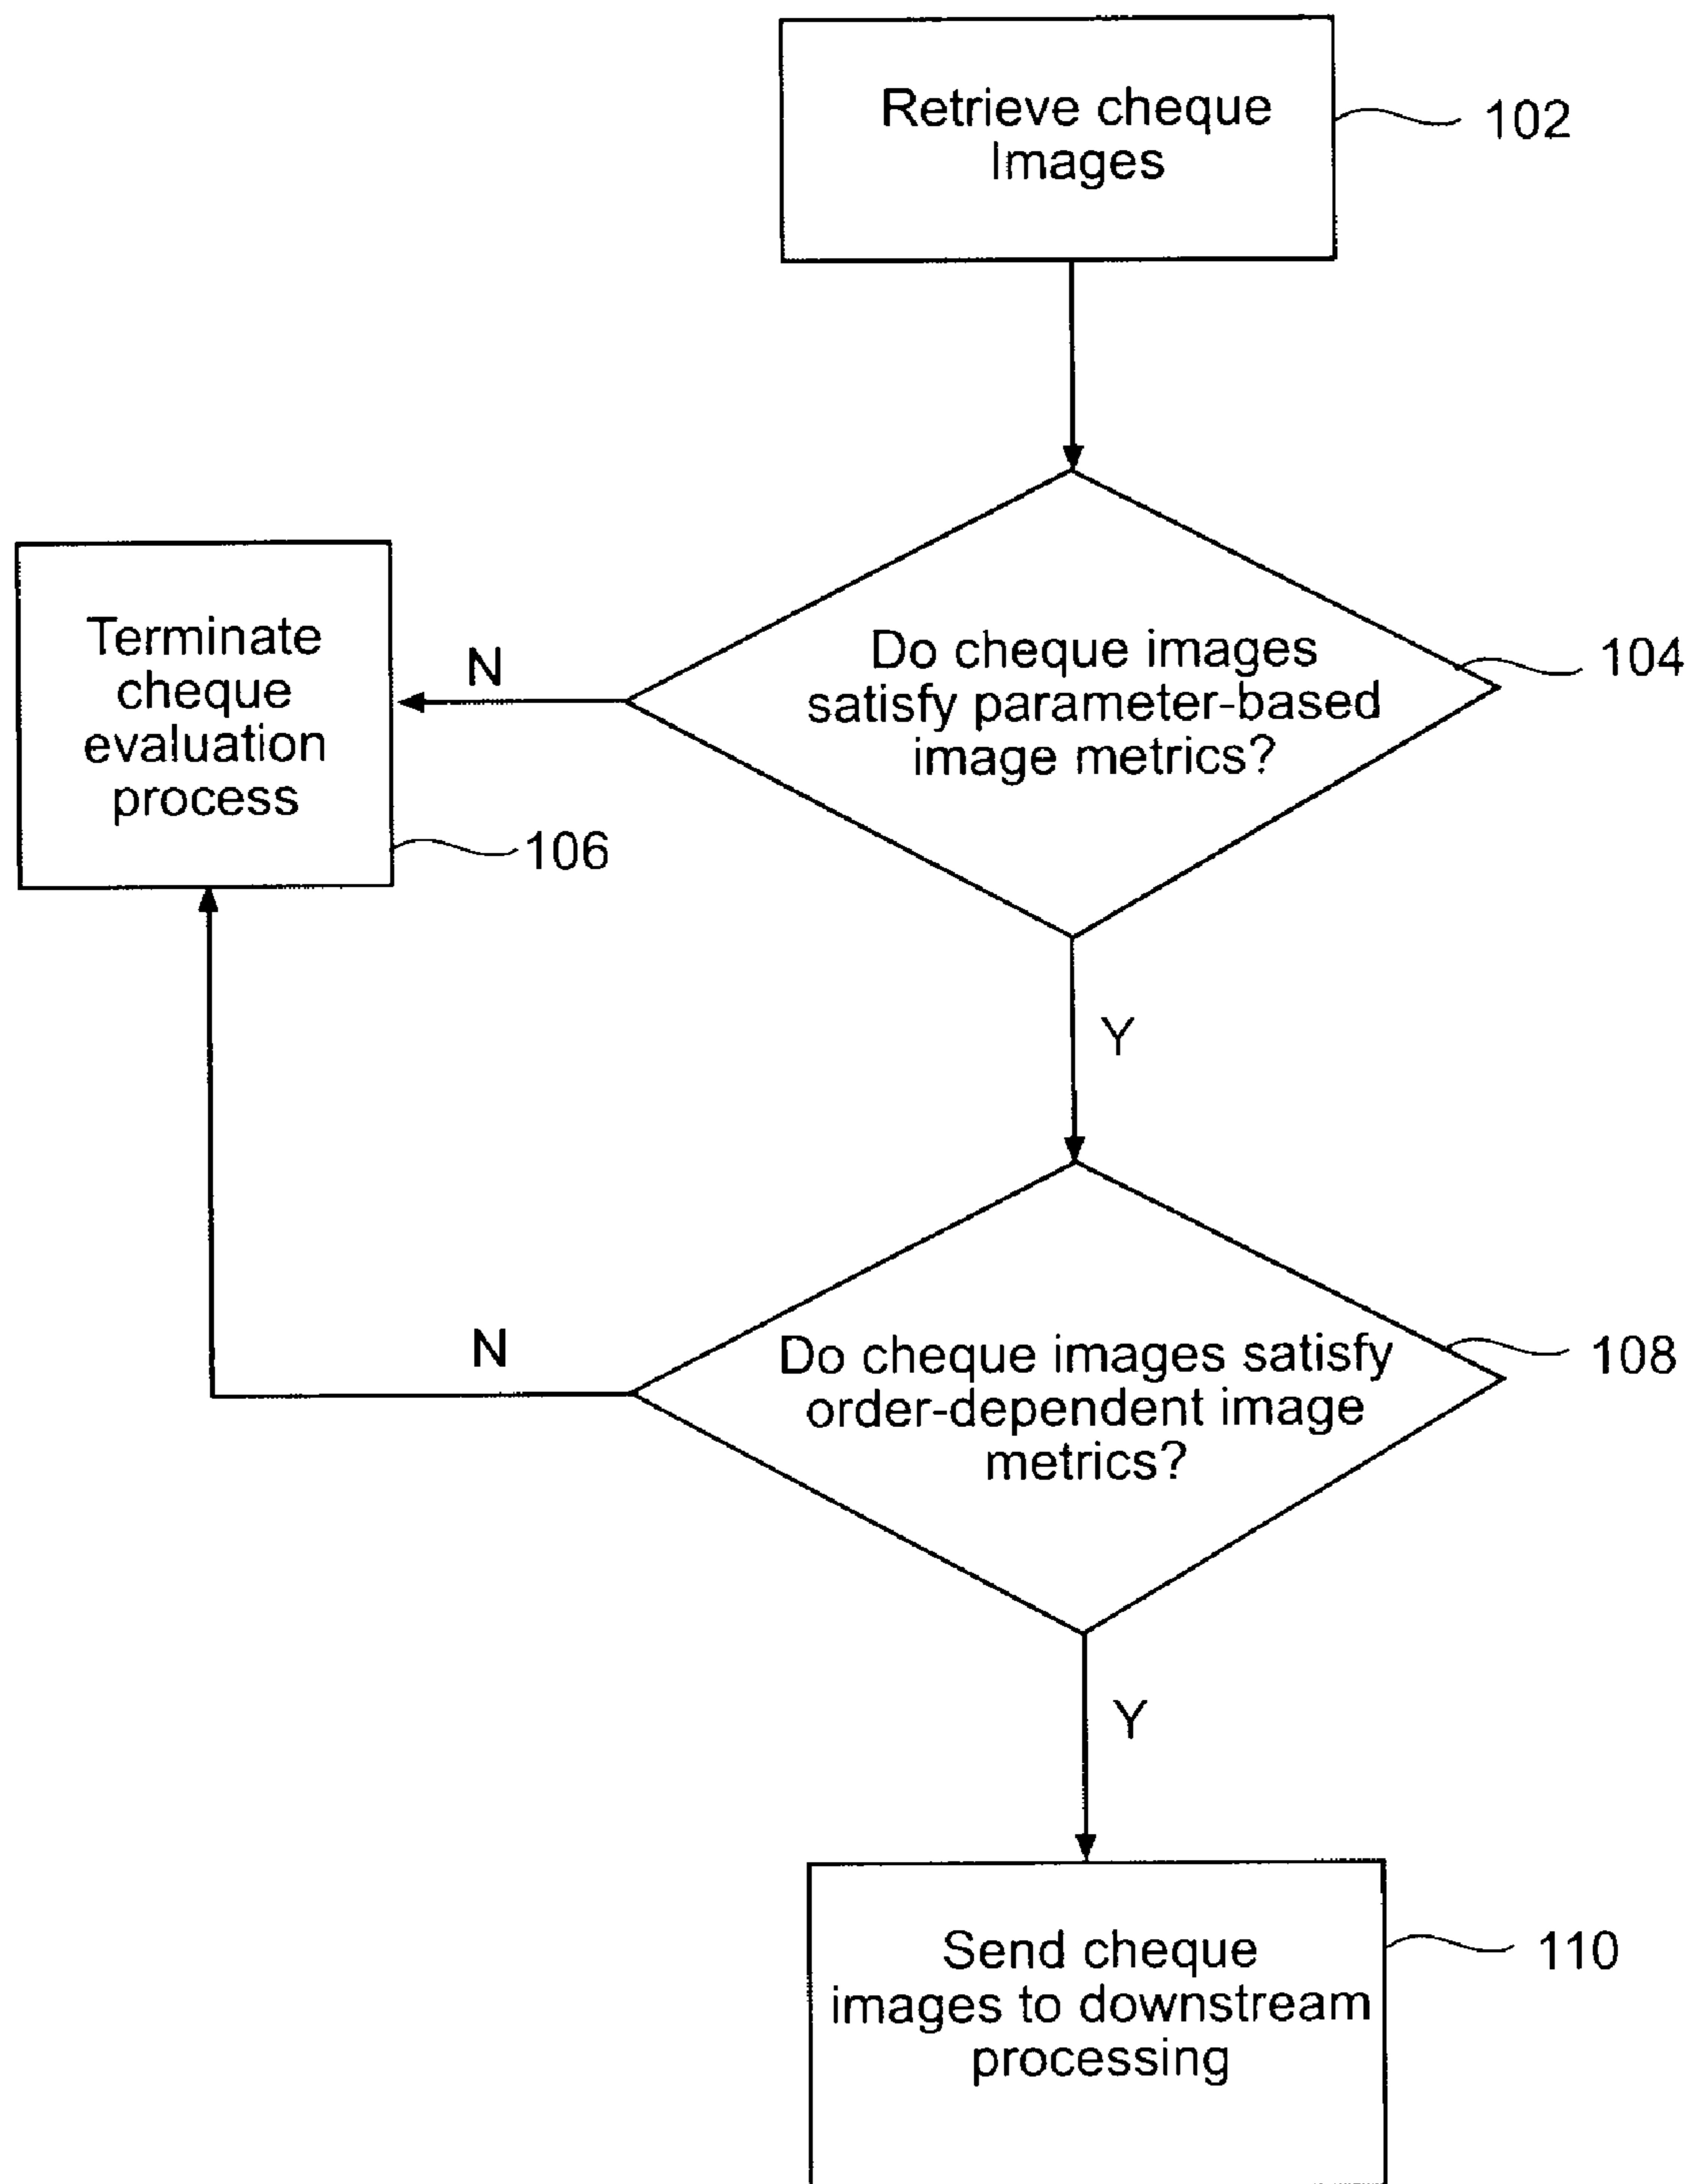 Retrieve cheque
Images
102
Do cheque images
satisfy parameter-based
image metrics?
104
N
Terminate
cheque
evaluation
process
106
Y
Do cheque images satisfy
order-dependent image
metrics?
108
N
Y
Send cheque
images to downstream
processing
110